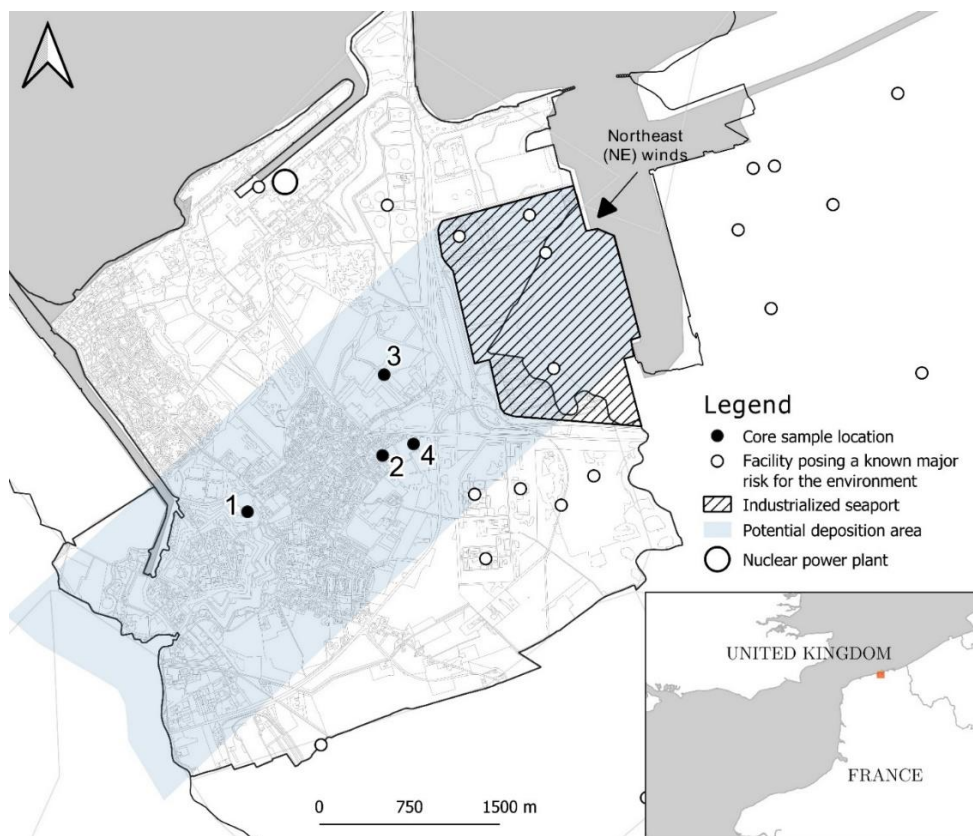 Northeast
(NE) winds
3
2
4
1
Legend
Core sample location
Facility posing a known major
risk for the environment
Industrialized seaport
Potential deposition area
Nuclear power plant
UNITED KINGDOM
FRANCE
0 750 1500 m